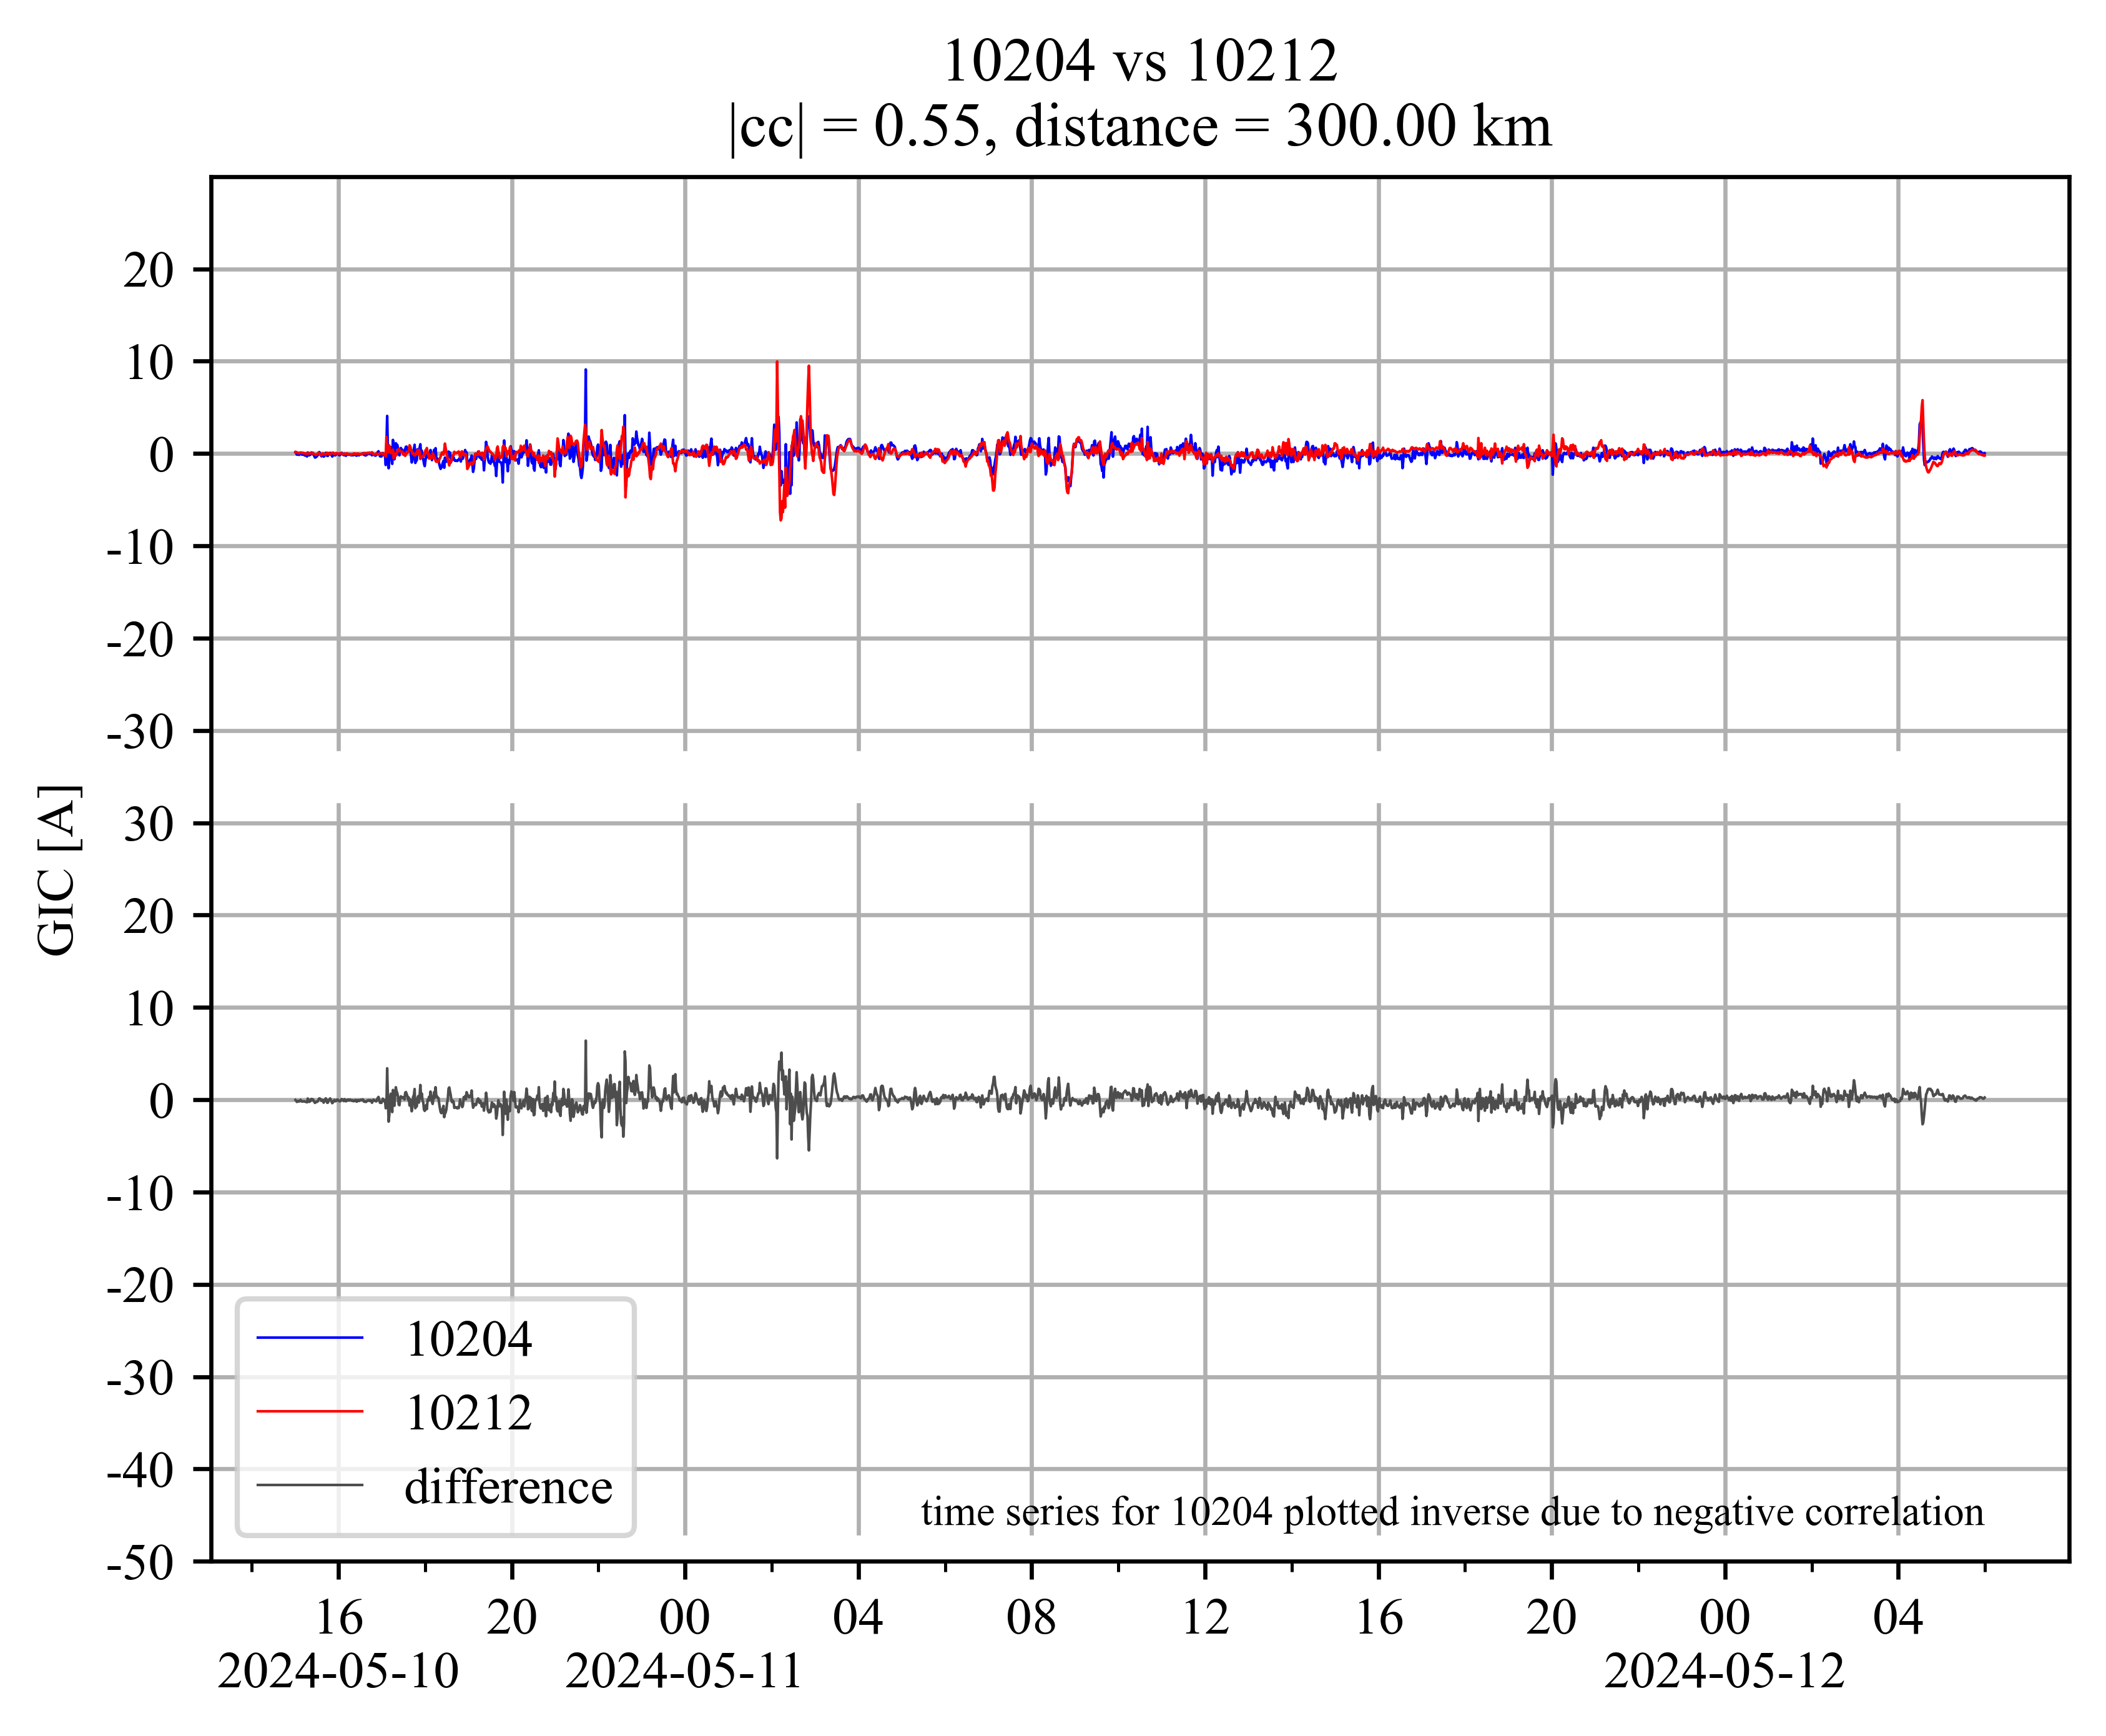 10204 vs 10212
|cc| = 0.55, distance = 300.00 km
20
10
0
-10
-20
-30
30
20
10
0
-10
-20
-30
-40
-50
GIC [A]
10204
10212
difference
time series for 10204 plotted inverse due to negative correlation
16 20 00 04 08 12 16 20 00 04
2024-05-10 2024-05-11 2024-05-12